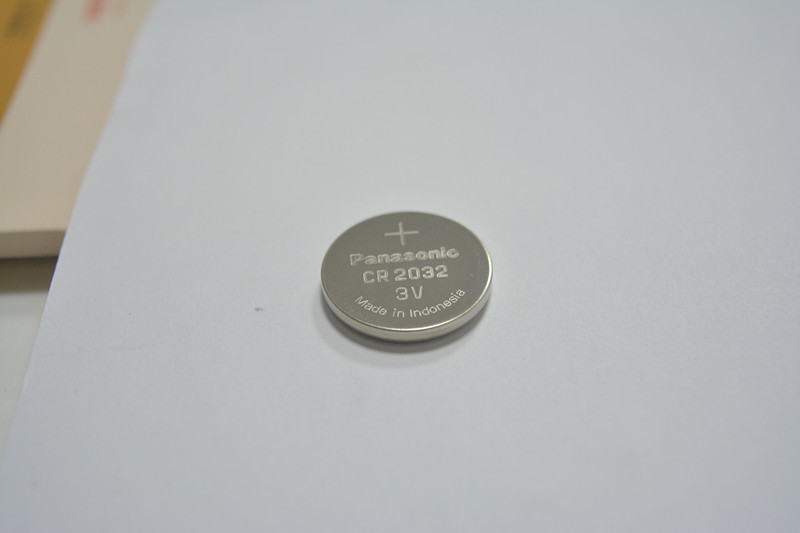 +
Panasonic
CR 2032
3V
Made in Indonesia